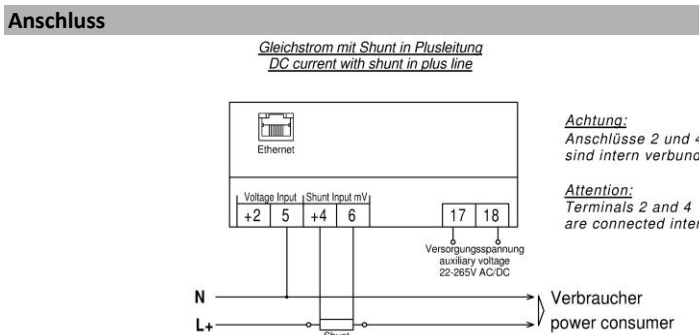 Anschluss
Gleichstrom mit Shunt in Plusleitung
DC current with shunt in plus line
Ethernet
Achtung:
Anschlüsse 2 und 4
sind intern
Attention:
Terminals 2 and 4
are connected
Voltage Input Shunt Input mV
+2 5 +4 6 17 18
Versorgungsspannung
auxiliary voltage
22-265V AC/DC
N
Verbraucher
L+
power consumer
Shunt